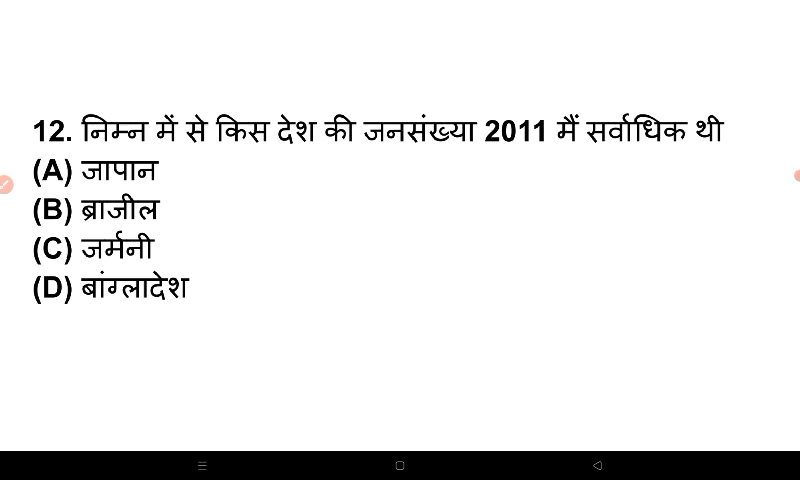 12. निम्न में से किस देश की जनसंख्या 2011 मैं सर्वाधिक थी
(A) जापान
(B) ब्राजील
(C) जर्मनी
(D) बांग्लादेश